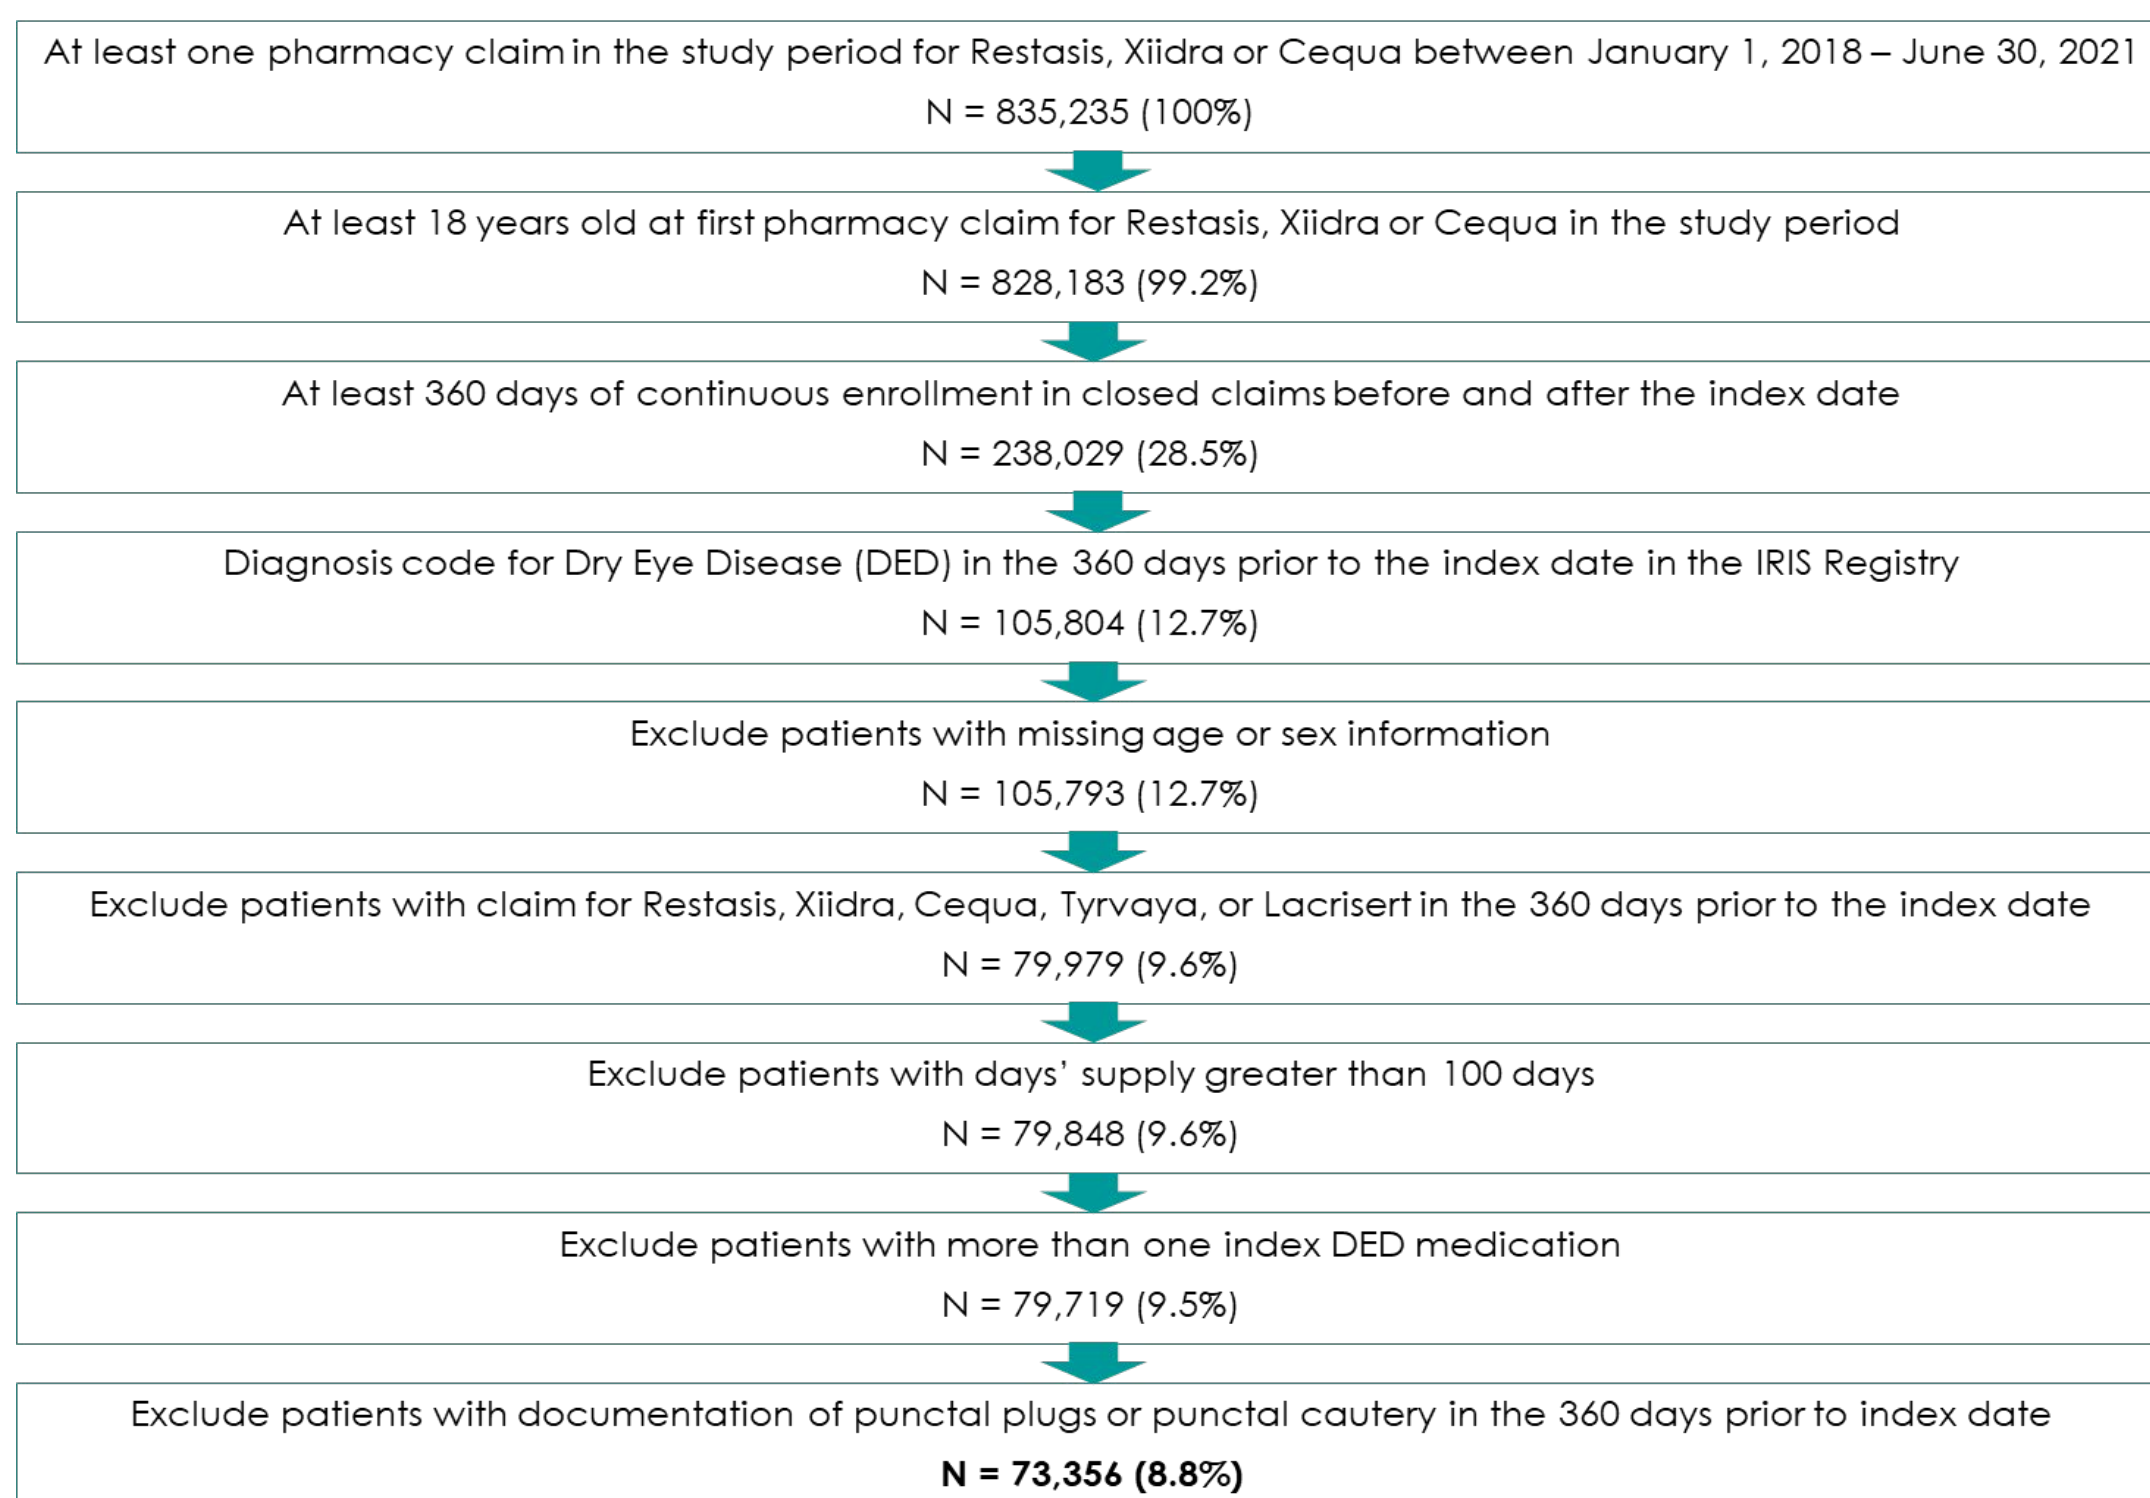 At least one pharmacy claim in the study period for Restasis, Xiidra or Cequa between January 1, 2018 – June 30, 2021
N = 835,235 (100%)
At least 18 years old at first pharmacy claim for Restasis, Xiidra or Cequa in the study period
N = 828,183 (99.2%)
At least 360 days of continuous enrollment in closed claims before and after the index date
N = 238,029 (28.5%)
Diagnosis code for Dry Eye Disease (DED) in the 360 days prior to the index date in the IRIS Registry
N = 105,804 (12.7%)
Exclude patients with missing age or sex information
N = 105,793 (12.7%)
Exclude patients with claim for Restasis, Xiidra, Cequa, Tyrvaya, or Lacrisert in the 360 days prior to the index date
N = 79,979 (9.6%)
Exclude patients with days’ supply greater than 100 days
N = 79,848 (9.6%)
Exclude patients with more than one index DED medication
N = 79,719 (9.5%)
Exclude patients with documentation of punctal plugs or punctal cautery in the 360 days prior to index date
N = 73,356 (8.8%)